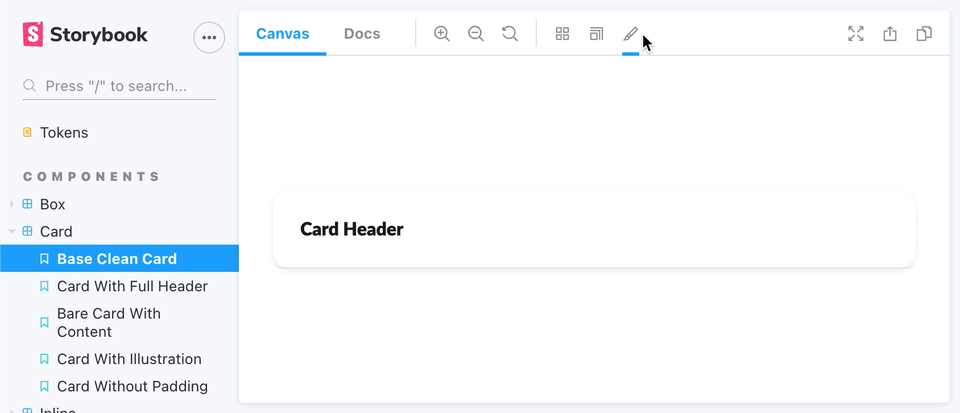 Storybook
Press "/" to search...
Tokens
COMPONENTS
Box
Card
Base Clean Card
Card With Full Header
Bare Card With
Content
Card With Illustration
Card Without Padding
Inline
Canvas
Docs
Card Header